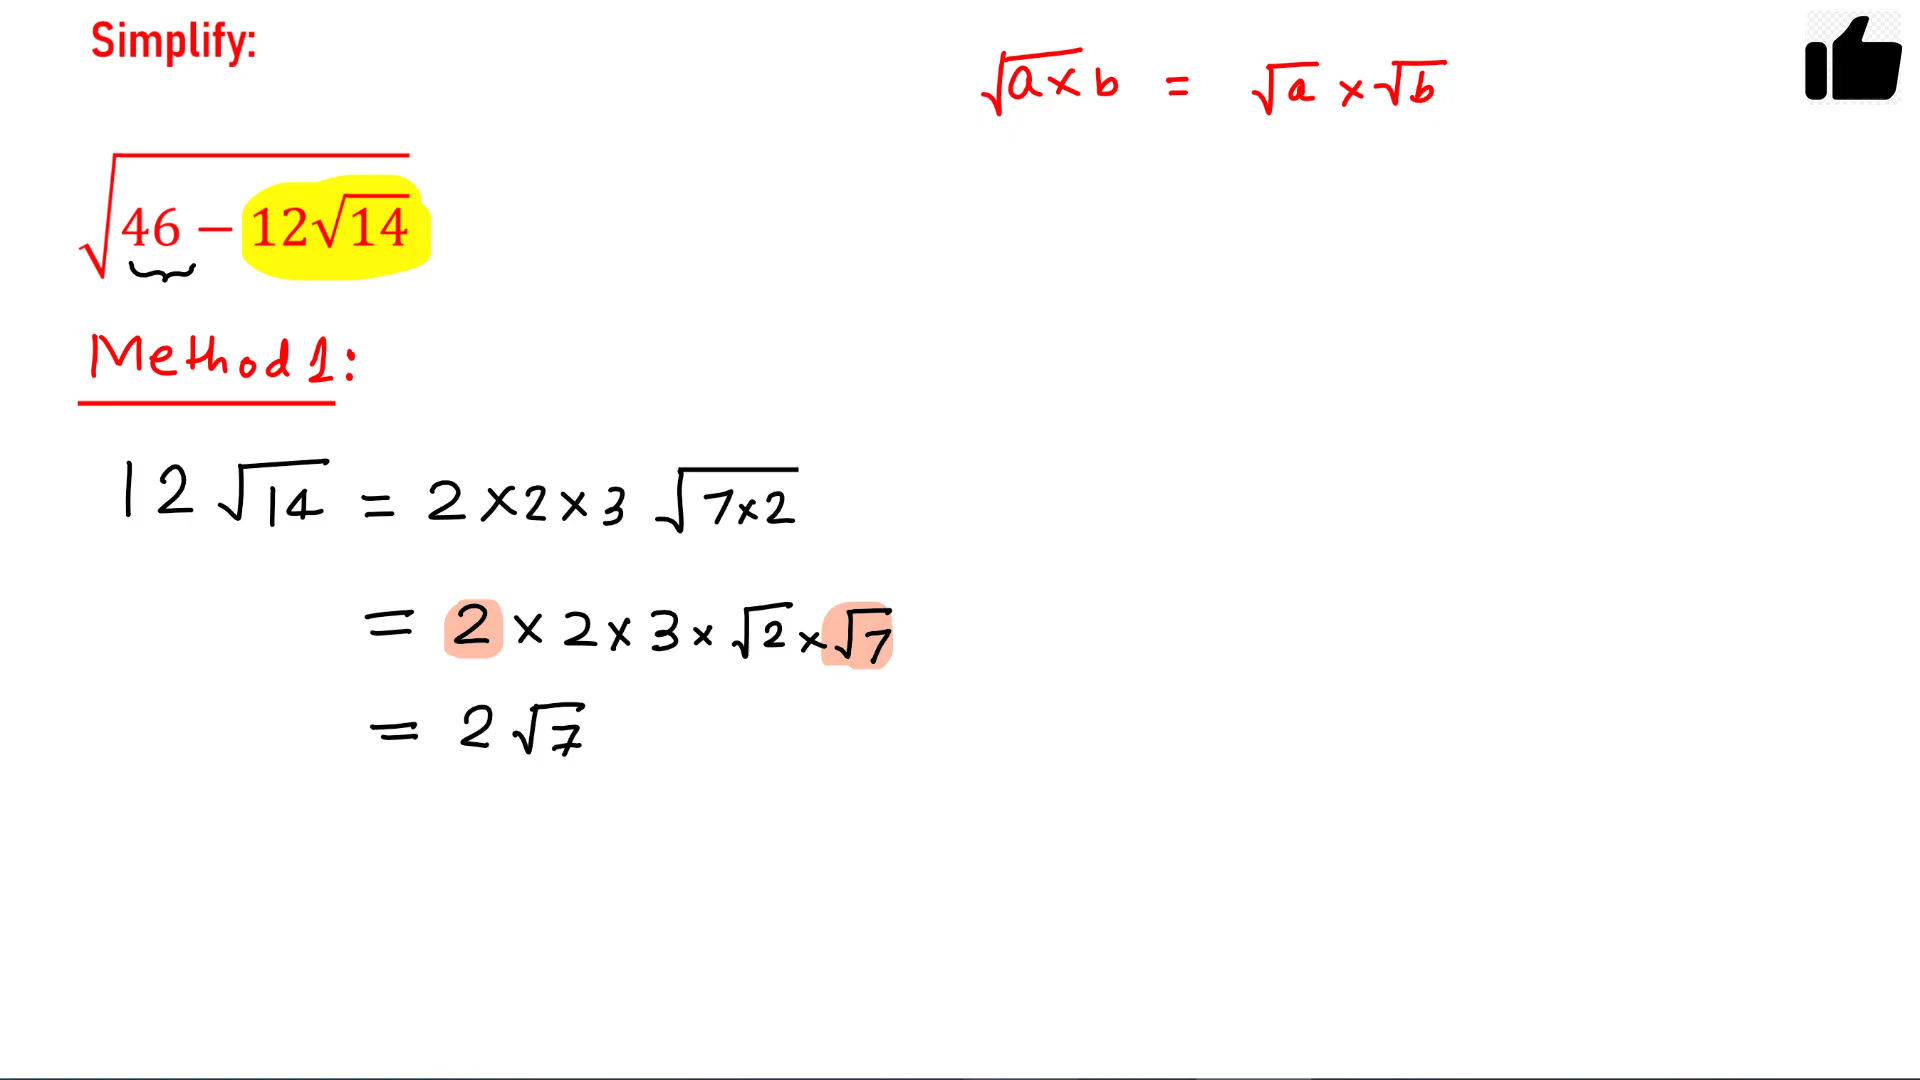 Simplify:
√(a × b) = √a × √b
√(46 − 12√14)
Method 1:
12 √14 = 2 × 2 × 3 √(7 × 2)
= 2 × 2 × 3 × √2 × √7
= 2 √7